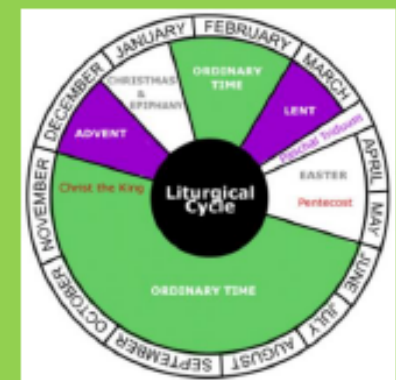 JANUARY
FEBRUARY
MARCH
APRIL
MAY
JUNE
JULY
AUGUST
SEPTEMBER
OCTOBER
NOVEMBER
DECEMBER
CHRISTMAS
&
EPIPHANY
ORDINARY
TIME
LENT
Paschal Triduum
EASTER
Pentecost
ORDINARY TIME
Christ the King
ADVENT
Liturgical
Cycle